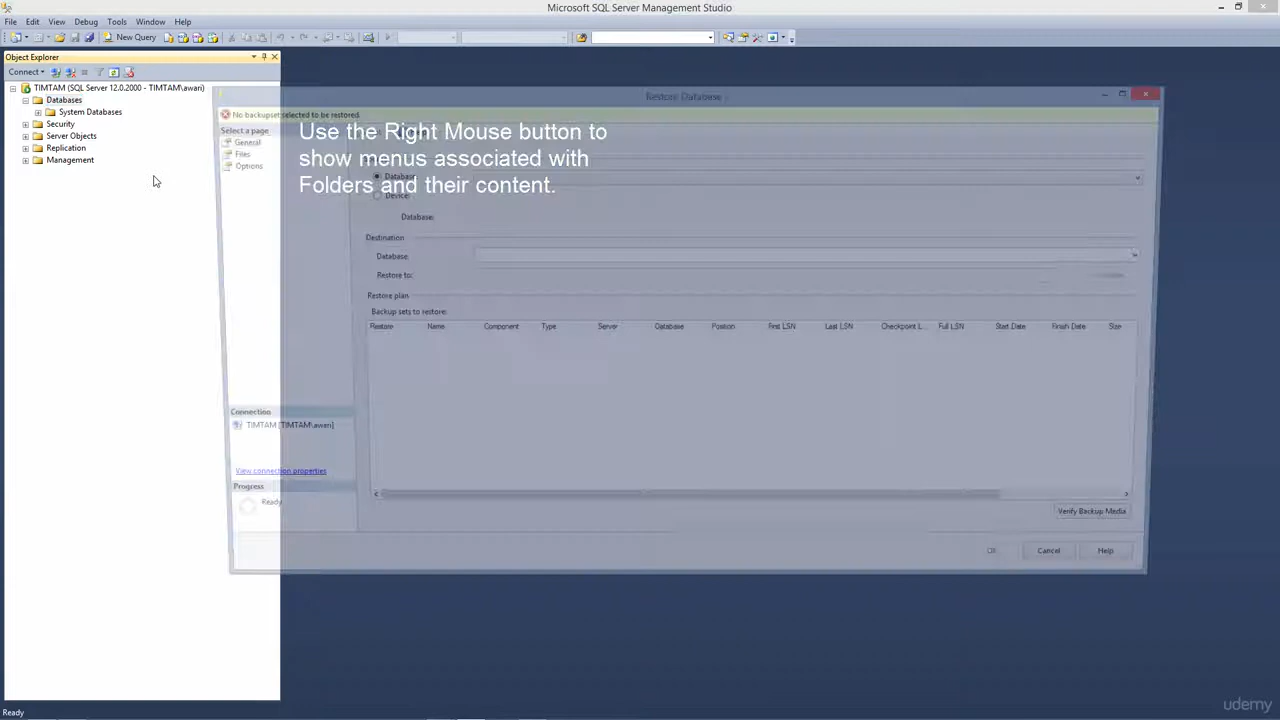 Microsoft SQL Server Management Studio
File Edit View Debug Tools Window Help
New Query
Object Explorer
Connect
TIMTAM (SQL Server 12.0.2000 - TIMTAM\awari)
Databases
System Databases
Security
Server Objects
Replication
Management
Restore Database
No backupset selected to be restored.
Select a page
General
Files
Options
Use the Right Mouse button to
show menus associated with
Folders and their content.
Database:
Device:
Database:
Destination
Database:
Restore to:
Restore plan
Backup sets to restore:
Restore Name Component Type Server Database Position First LSN Last LSN Checkpoint L... Full LSN Start Date Finish Date Size
Connection
TIMTAM [TIMTAM\awari]
View connection properties
Progress
Ready
Verify Backup Media
OK Cancel Help
Ready
udemy